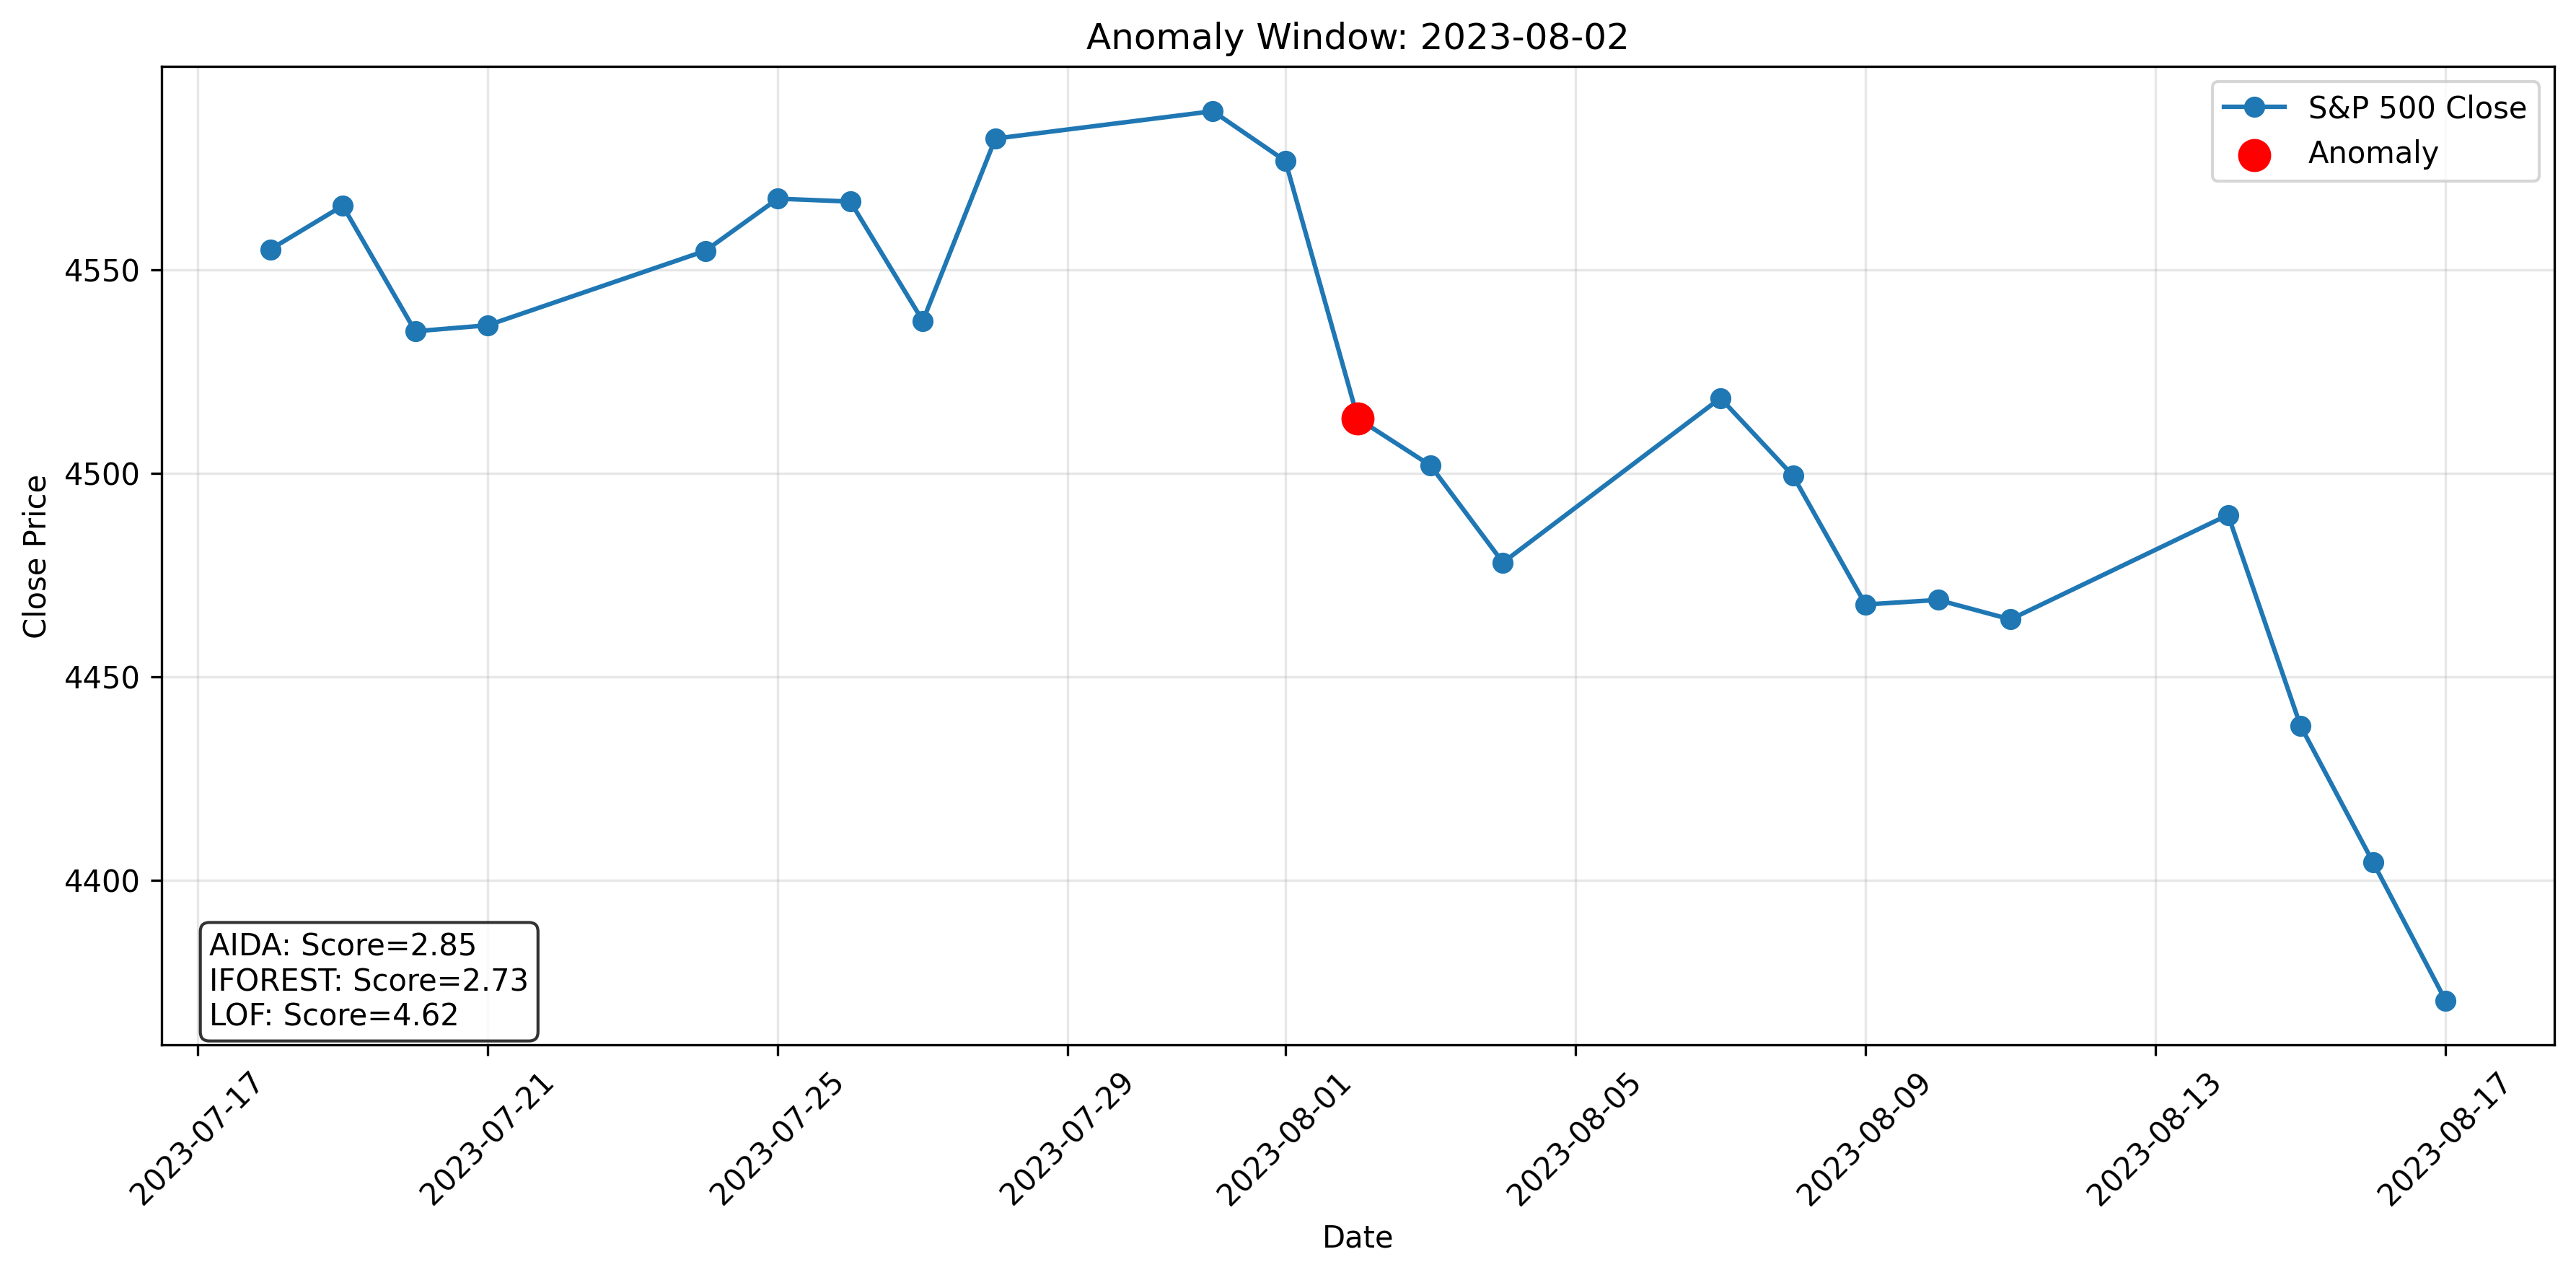 Anomaly Window: 2023-08-02
S&P 500 Close
Anomaly
Close Price
4550
4500
4450
4400
AIDA: Score=2.85
IFOREST: Score=2.73
LOF: Score=4.62
2023-07-17
2023-07-21
2023-07-25
2023-07-29
2023-08-01
2023-08-05
2023-08-09
2023-08-13
2023-08-17
Date